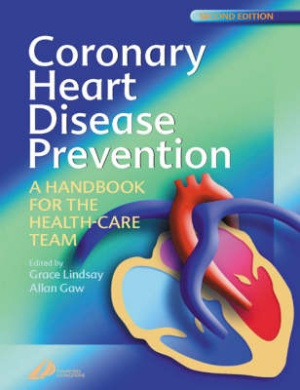 SECOND EDITION
Coronary
Heart
Disease
Prevention
A HANDBOOK
FOR THE
HEALTH-CARE
TEAM
Edited by
Grace Lindsay
Allan Gaw